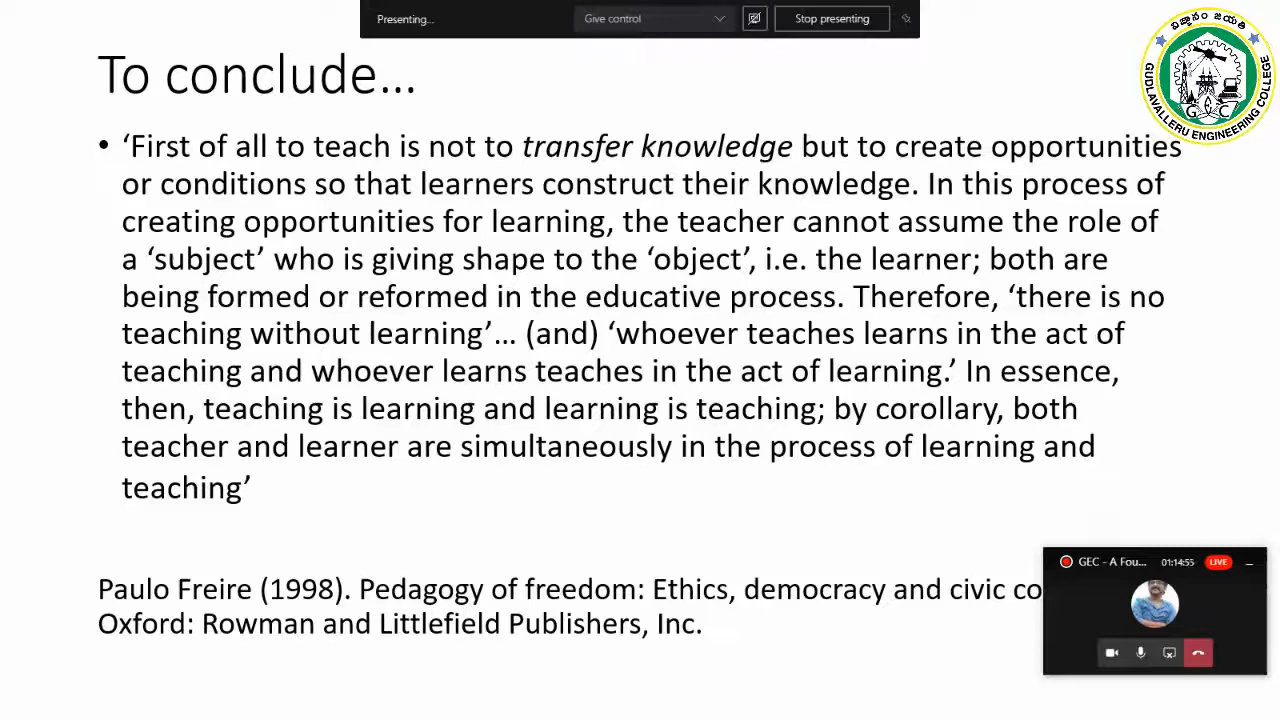 Presenting...
Give control
Stop presenting
To conclude...
విజ్ఞానం జయతి
GUDLAVALLERU ENGINEERING COLLEGE
GEC
• ‘First of all to teach is not to transfer knowledge but to create opportunities
or conditions so that learners construct their knowledge. In this process of
creating opportunities for learning, the teacher cannot assume the role of
a ‘subject’ who is giving shape to the ‘object’, i.e. the learner; both are
being formed or reformed in the educative process. Therefore, ‘there is no
teaching without learning’... (and) ‘whoever teaches learns in the act of
teaching and whoever learns teaches in the act of learning.’ In essence,
then, teaching is learning and learning is teaching; by corollary, both
teacher and learner are simultaneously in the process of learning and
teaching’
GEC - A Fou... 01:14:55 LIVE
Paulo Freire (1998). Pedagogy of freedom: Ethics, democracy and civic co
Oxford: Rowman and Littlefield Publishers, Inc.